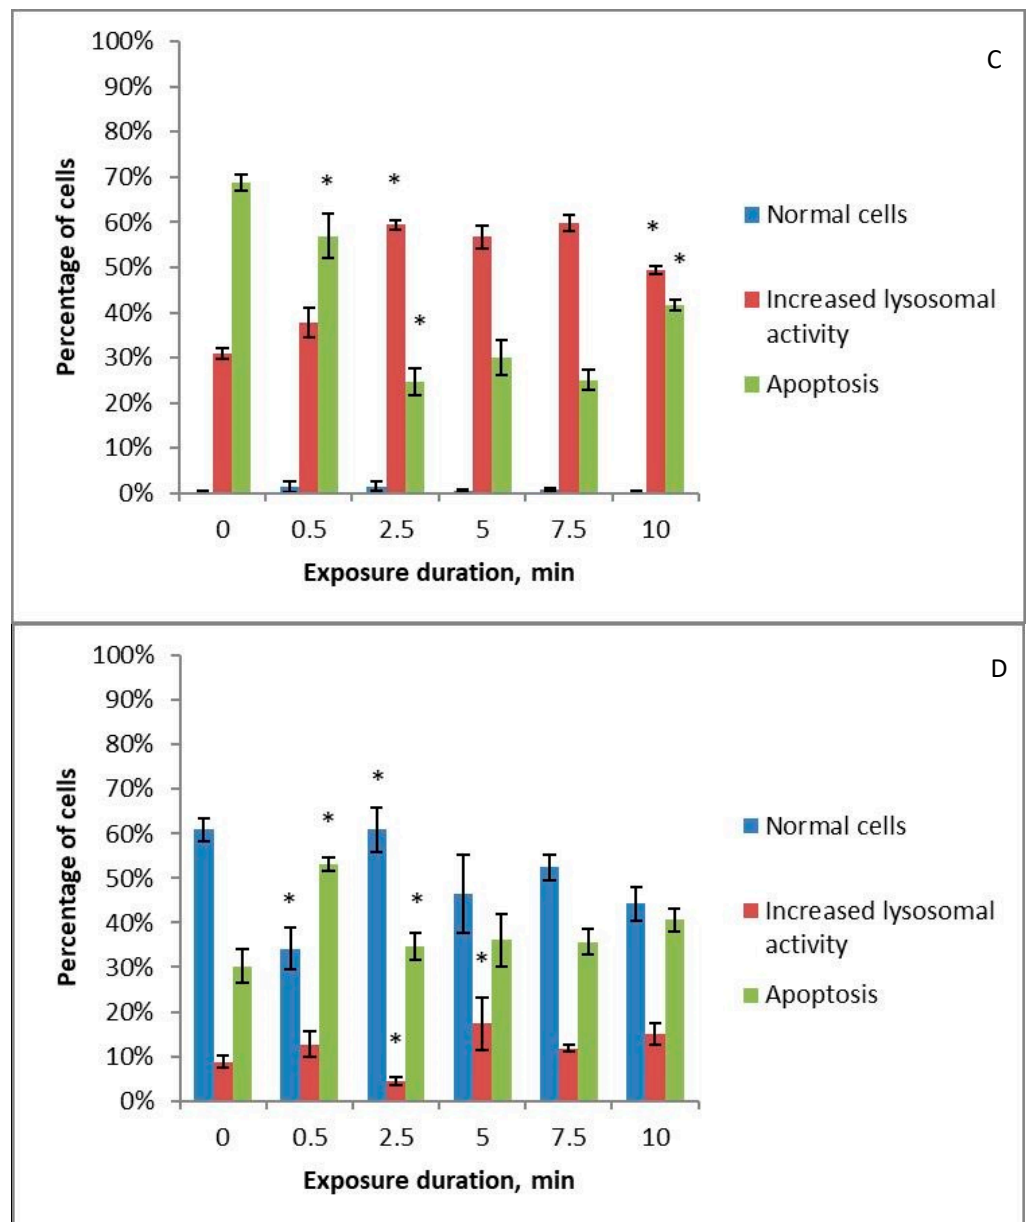 C
Percentage of cells
100%
90%
80%
70%
60%
50%
40%
30%
20%
10%
0%
* * * * *
0 0.5 2.5 5 7.5 10
Exposure duration, min
Normal cells
Increased lysosomal
activity
Apoptosis
D
Percentage of cells
100%
90%
80%
70%
60%
50%
40%
30%
20%
10%
0%
* * * * * *
0 0.5 2.5 5 7.5 10
Exposure duration, min
Normal cells
Increased lysosomal
activity
Apoptosis